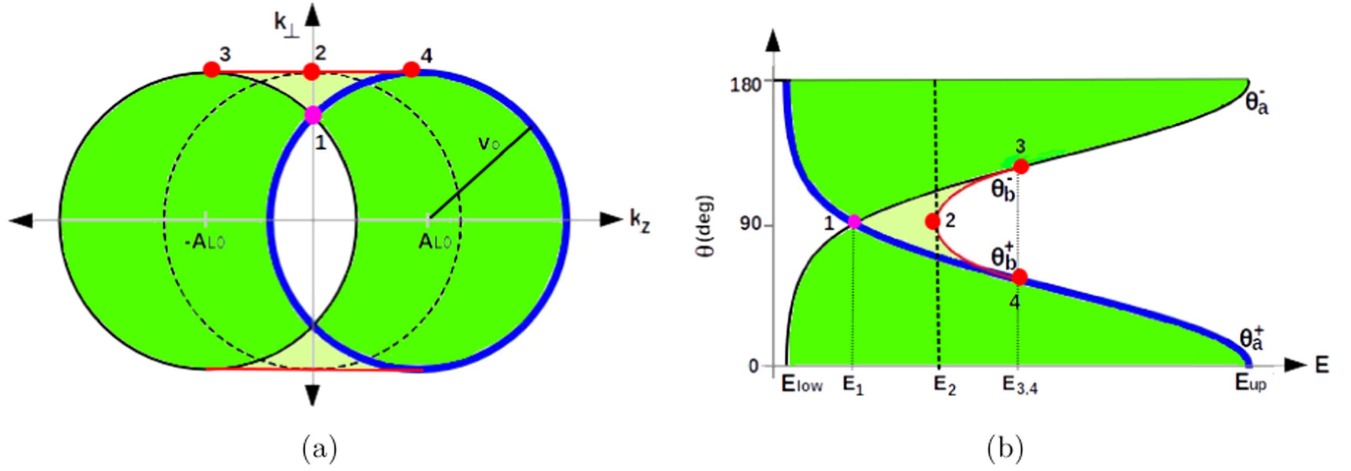 k⊥
3
2
4
1
v₀
kz
-AL0
AL0
(a)
180
θa⁻
3
θb⁻
1
90
2
θb⁺
4
θa⁺
0
θ(deg)
Elow
E1
E2
E3,4
Eup
E
(b)